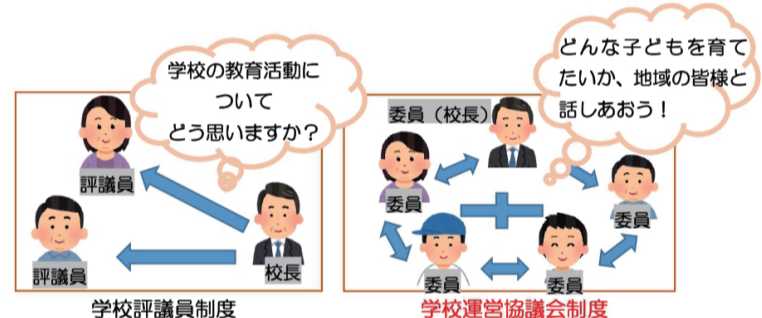 学校の教育活動に
ついて
どう思いますか？
評議員
評議員
校長
学校評議員制度
どんな子どもを育て
たいか、地域の皆様と
話しあおう！
委員（校長）
委員
委員
委員
委員
学校運営協議会制度